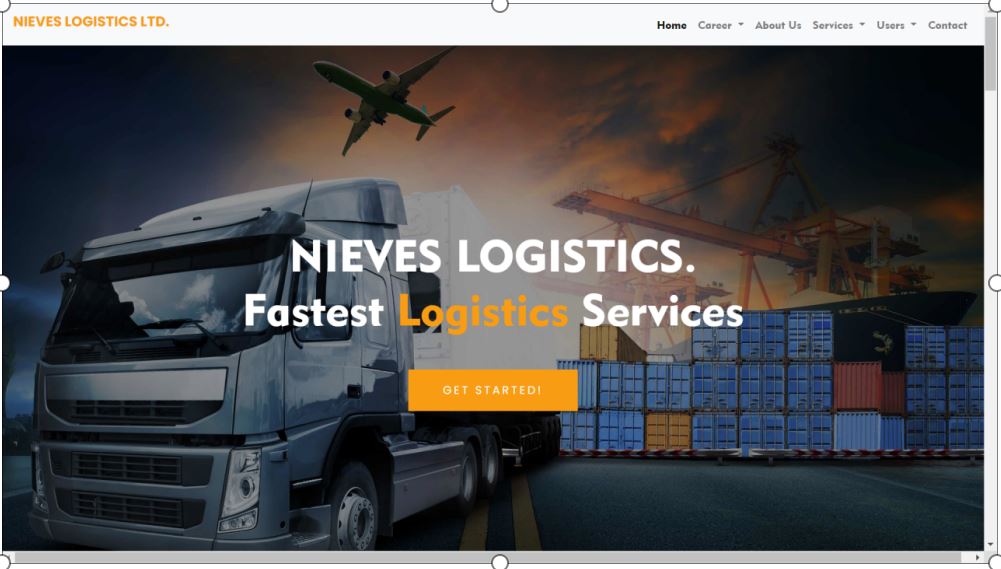 NIEVES LOGISTICS LTD.
Home Career About Us Services Users Contact
NIEVES LOGISTICS.
Fastest Logistics Services
GET STARTED!